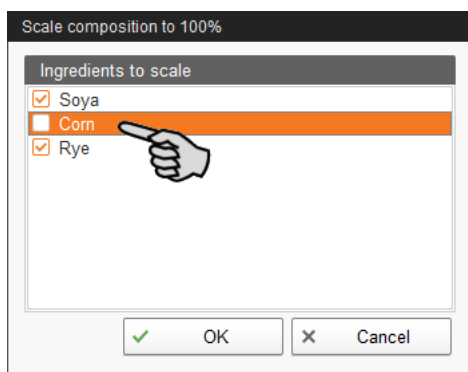 Scale composition to 100%
Ingredients to scale
Soya
Corn
Rye
OK Cancel